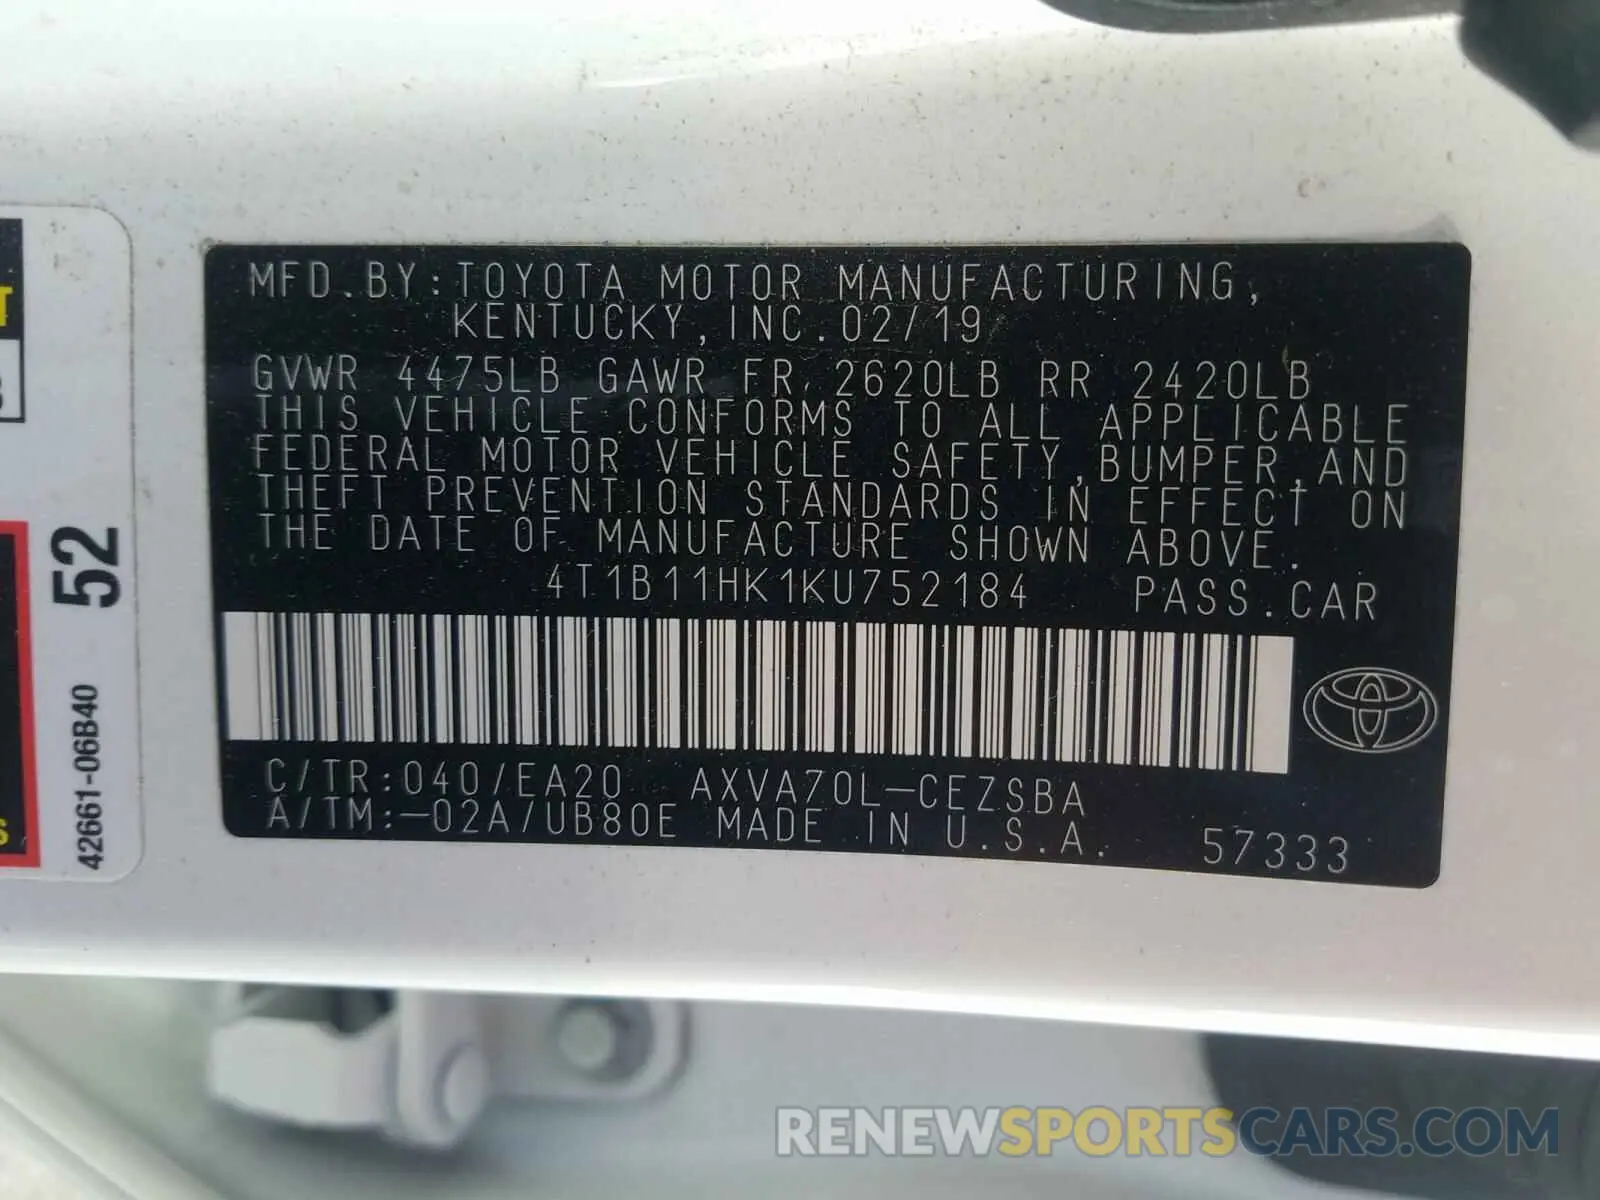 MFD.BY:TOYOTA MOTOR MANUFACTURING,
KENTUCKY,INC.02/19
GVWR 4475LB GAWR FR 2620LB RR 2420LB
THIS VEHICLE CONFORMS TO ALL APPLICABLE
FEDERAL MOTOR VEHICLE SAFETY,BUMPER,AND
THEFT PREVENTION STANDARDS IN EFFECT ON
THE DATE OF MANUFACTURE SHOWN ABOVE.
4T1B11HK1KU752184 PASS.CAR
C/TR:040/EA20 AXVA70L-CEZSBA
A/TM:-02A/UB80E MADE IN U.S.A. 57333
52
42661-06B40
RENEWSPORTSCARS.COM